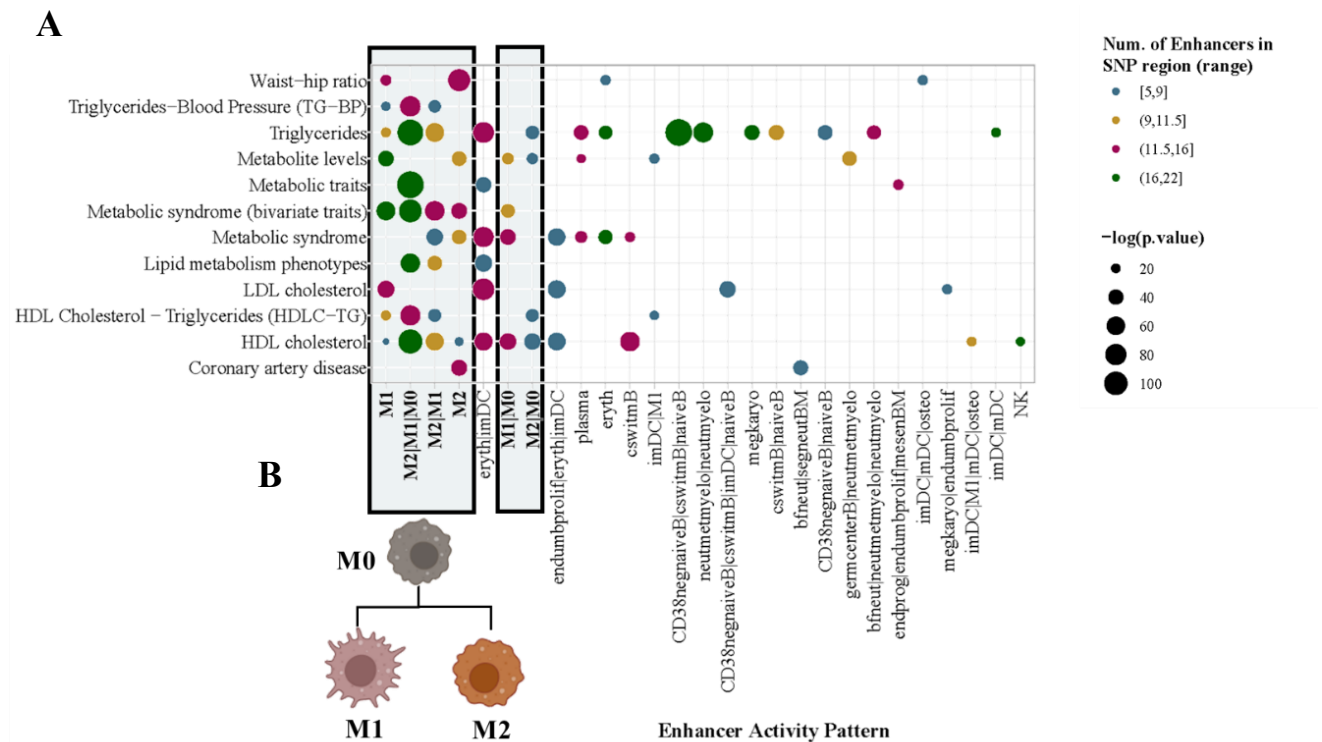 A
Waist-hip ratio
Triglycerides-Blood Pressure (TG-BP)
Triglycerides
Metabolite levels
Metabolic traits
Metabolic syndrome (bivariate traits)
Metabolic syndrome
Lipid metabolism phenotypes
LDL cholesterol
HDL Cholesterol - Triglycerides (HDLC-TG)
HDL cholesterol
Coronary artery disease
M1
M2|M1|M0
M2|M1
M2
eryth|imDC
M1|M0
M2|M0
endumbprolif|eryth|imDC
plasma
eryth
cswitmB
imDC|M1
CD38negnaiveB|cswitmB|naiveB
neutmetmyelo|neutmyelo
CD38negnaiveB|cswitmB|imDC|naiveB
megkaryo
cswitmB|naiveB
bfneut|segneutBM
CD38negnaiveB|naiveB
germcenterB|neutmetmyelo
bfneut|neutmetmyelo|neutmyelo
endprog|endumbprolif|mesenBM
imDC|mDC|osteo
megkaryo|endumbprolif
imDC|M1|mDC|osteo
imDC|mDC
NK
Enhancer Activity Pattern
Num. of Enhancers in
SNP region (range)
[5,9]
(9,11.5]
(11.5,16]
(16,22]
-log(p.value)
20
40
60
80
100
B
M0
M1
M2